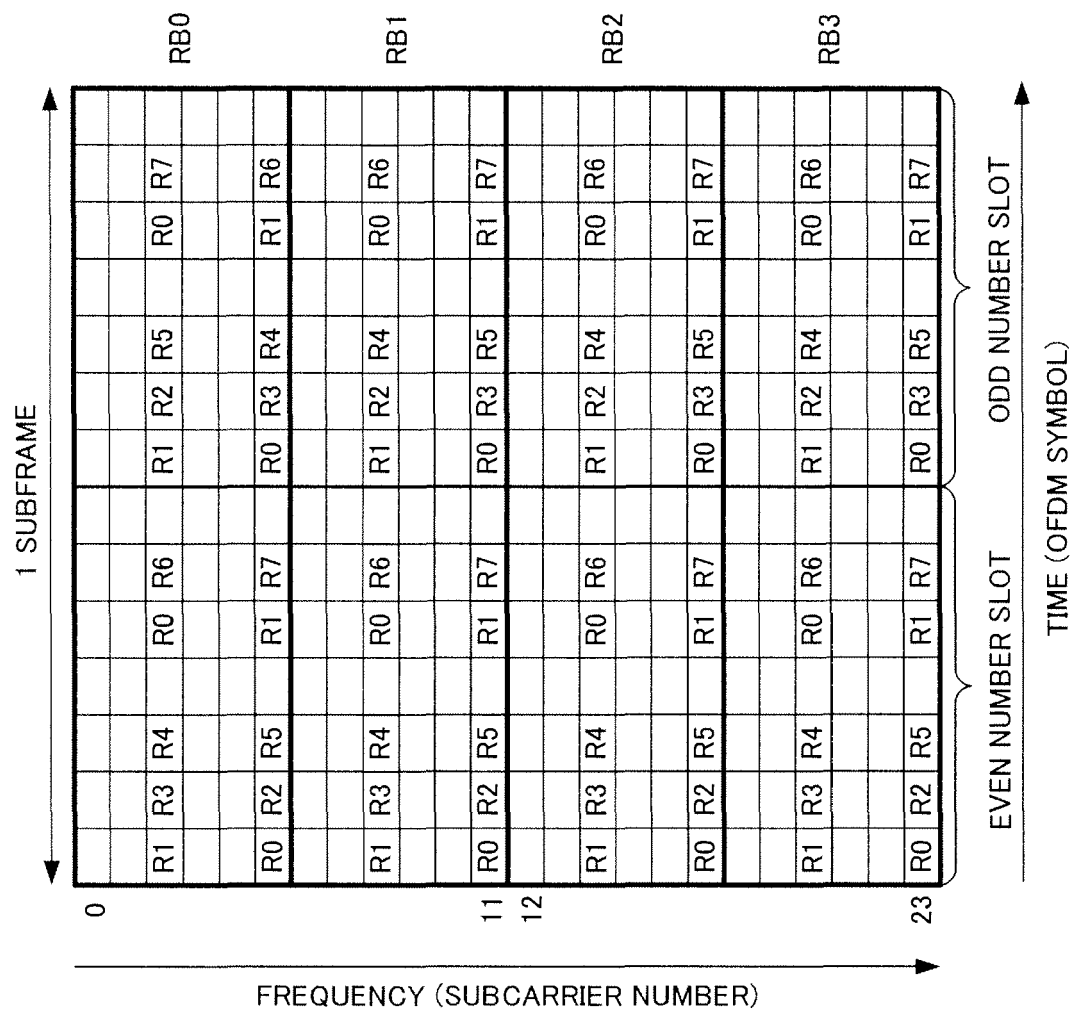 1 SUBFRAME
0
R1 R3 R4 R0 R6 R1 R2 R5 R0 R7
RB0
R0 R2 R5 R1 R7 R0 R3 R4 R1 R6
R1 R3 R4 R0 R6 R1 R2 R4 R0 R6
RB1
11 R0 R2 R5 R1 R7 R0 R3 R5 R1 R7
12
R1 R3 R4 R0 R6 R1 R2 R4 R0 R6
RB2
R0 R2 R5 R1 R7 R0 R3 R5 R1 R7
R1 R3 R4 R0 R6 R1 R2 R4 R0 R6
RB3
23 R0 R2 R5 R1 R7 R0 R3 R5 R1 R7
EVEN NUMBER SLOT
ODD NUMBER SLOT
TIME (OFDM SYMBOL)
FREQUENCY (SUBCARRIER NUMBER)